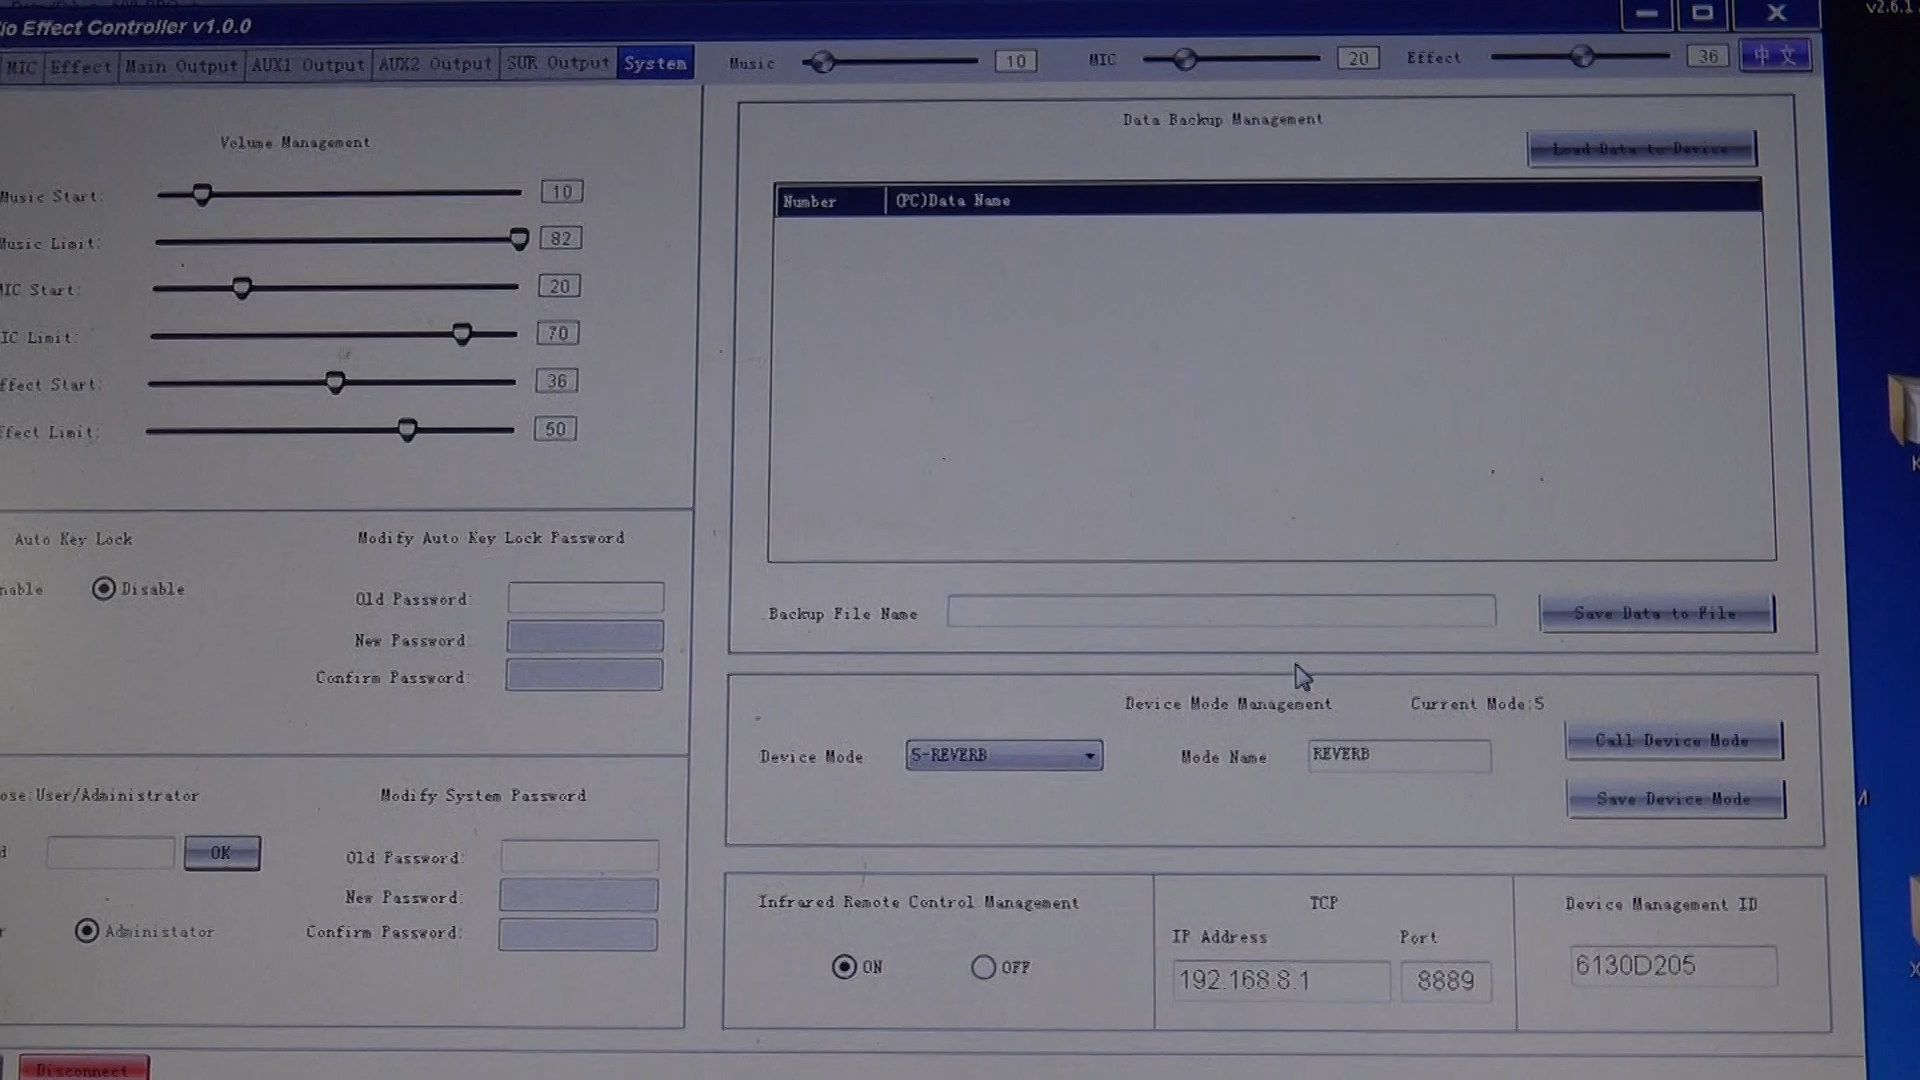 io Effect Controller v1.0.0
v2.6.1
MIC Effect Main Output AUX1 Output AUX2 Output SUR Output System
Music 10 MIC 20 Effect 36 中文
Volume Management
Music Start: 10
Music Limit: 82
MIC Start: 20
IC Limit: 70
ffect Start: 36
ffect Limit: 50
Data Backup Management
Load Data to Device
Number (PC)Data Name
Backup File Name
Save Data to File
Auto Key Lock
nable Disable
Modify Auto Key Lock Password
Old Password:
New Password
Confirm Password:
Device Mode Management Current Mode:5
Device Mode 5-REVERB Mode Name REVERB
Call Device Mode
Save Device Mode
ose:User/Administrator
d OK
r Administator
Modify System Password
Old Password:
New Password:
Confirm Password:
Infrared Remote Control Management
ON OFF
TCP
IP Address Port
192.168.8.1 8889
Device Management ID
6130D205
Disconnect